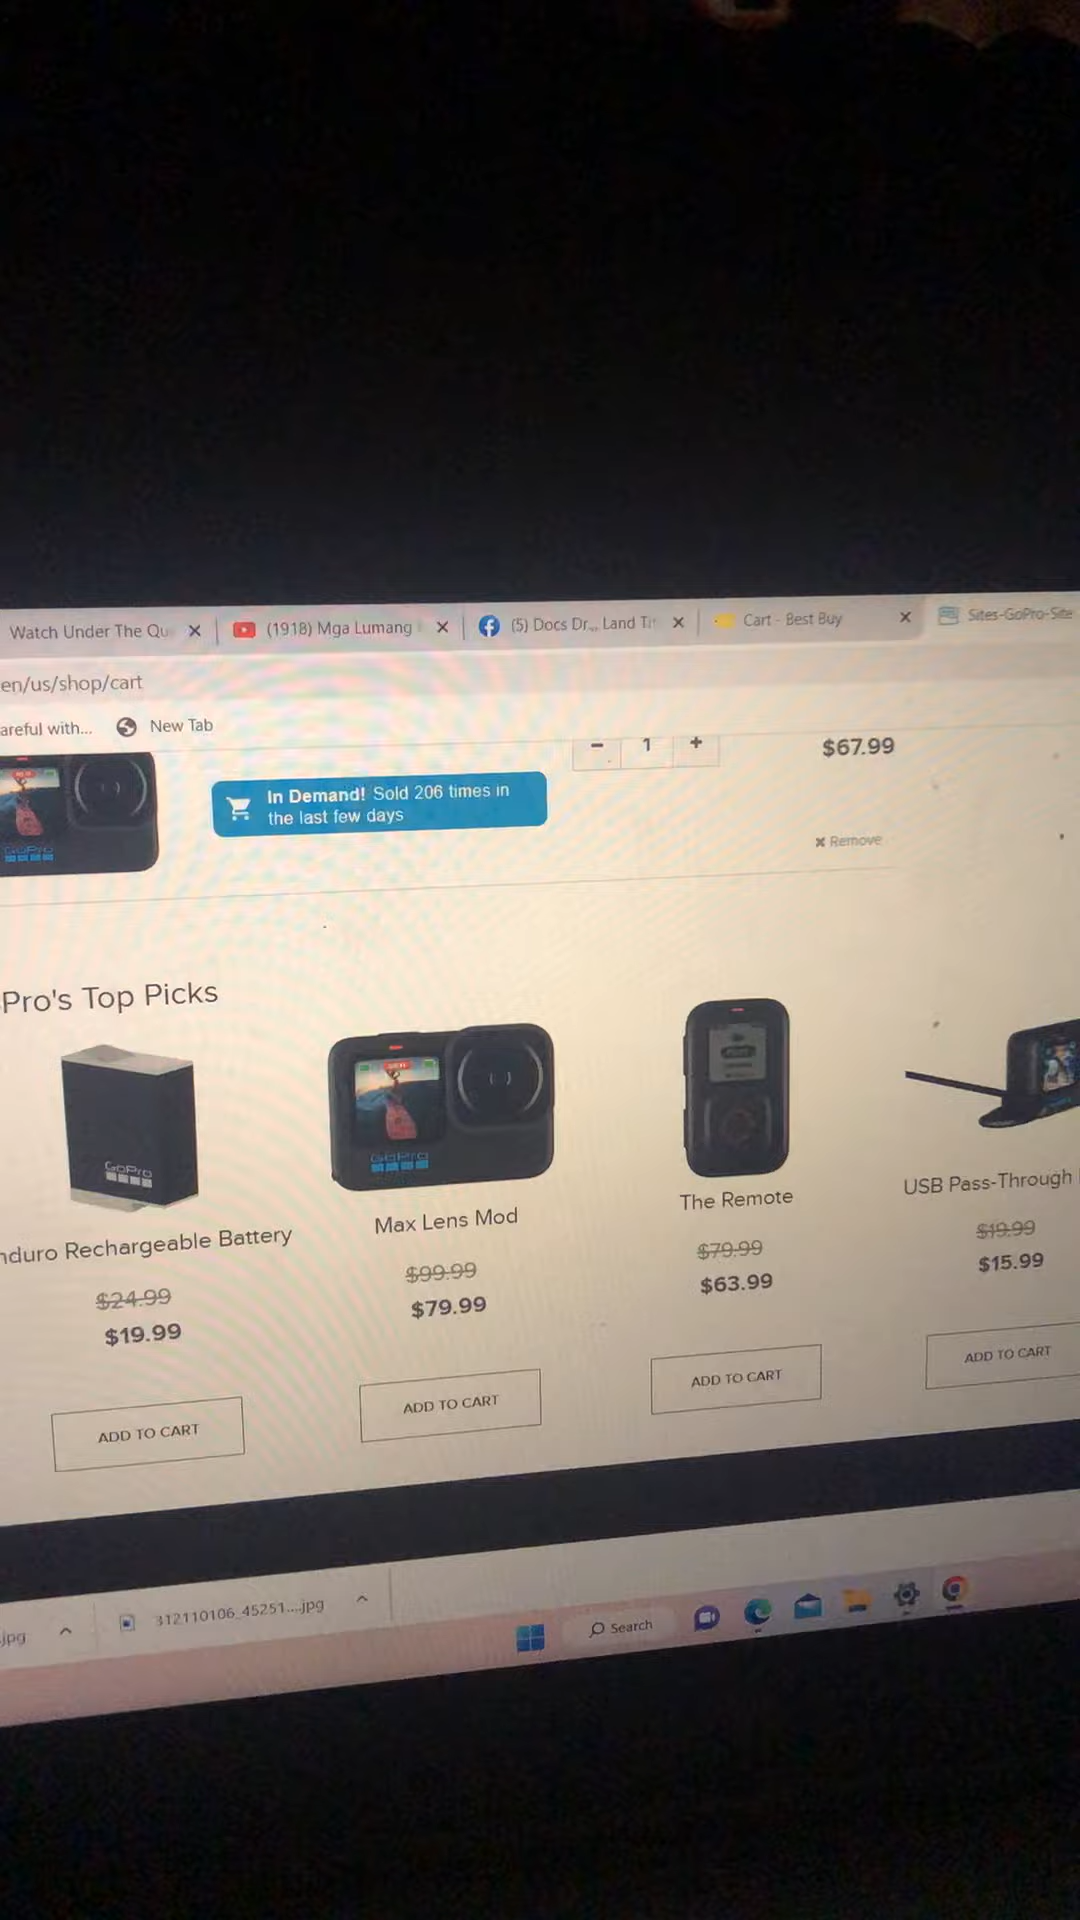 Watch Under The Qu
(1918) Mga Lumang
(5) Docs Dr... Land Tit
Cart - Best Buy
Sites-GoPro-Site
en/us/shop/cart
areful with...
New Tab
GoPro
In Demand! Sold 206 times in
the last few days
− 1 +
$67.99
✖ Remove
Pro's Top Picks
GoPro
GoPro
nduro Rechargeable Battery
$24.99
$19.99
ADD TO CART
Max Lens Mod
$99.99
$79.99
ADD TO CART
The Remote
$79.99
$63.99
ADD TO CART
USB Pass-Through
$19.99
$15.99
ADD TO CART
.jpg
312110106_45251....jpg
Search